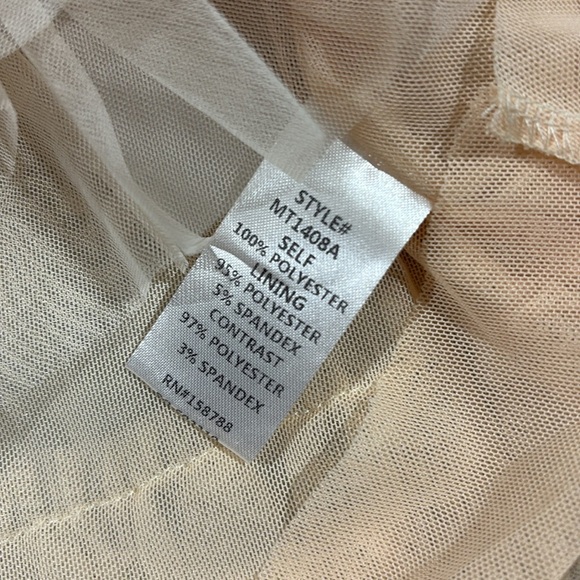 STYLE#
MT1408A
SELF
100% POLYESTER
LINING
95% POLYESTER
5% SPANDEX
CONTRAST
97% POLYESTER
3% SPANDEX
RN#158788